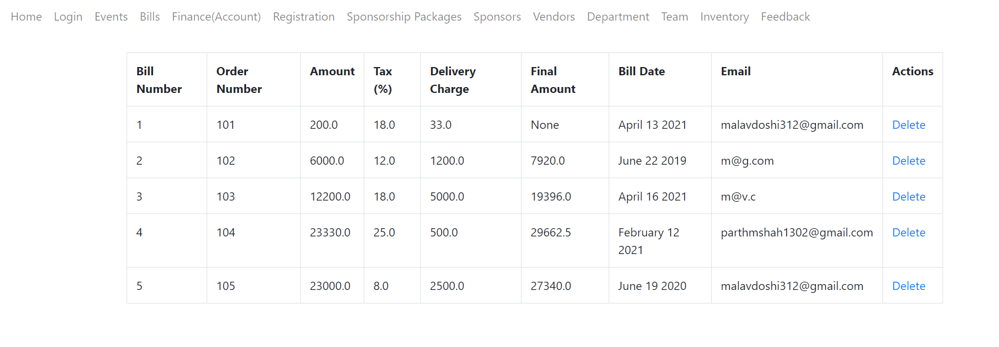 Home Login Events Bills Finance(Account) Registration Sponsorship Packages Sponsors Vendors Department Team Inventory Feedback
Bill Number Order Number Amount Tax (%) Delivery Charge Final Amount Bill Date Email Actions
1 101 200.0 18.0 33.0 None April 13 2021 malavdoshi312@gmail.com Delete
2 102 6000.0 12.0 1200.0 7920.0 June 22 2019 m@g.com Delete
3 103 12200.0 18.0 5000.0 19396.0 April 16 2021 m@v.c Delete
4 104 23330.0 25.0 500.0 29662.5 February 12 2021 parthmshah1302@gmail.com Delete
5 105 23000.0 8.0 2500.0 27340.0 June 19 2020 malavdoshi312@gmail.com Delete